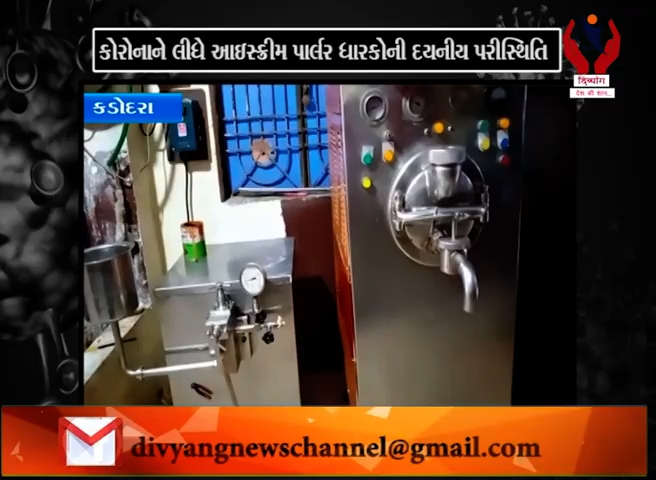 કોરોનાને લીધે આઇસ્ક્રીમ પાર્લર ધારકોની દયનીય પરીસ્થિતિ
दिव्यांग
देश की शान...
કડોદરા
divyangnewschannel@gmail.com